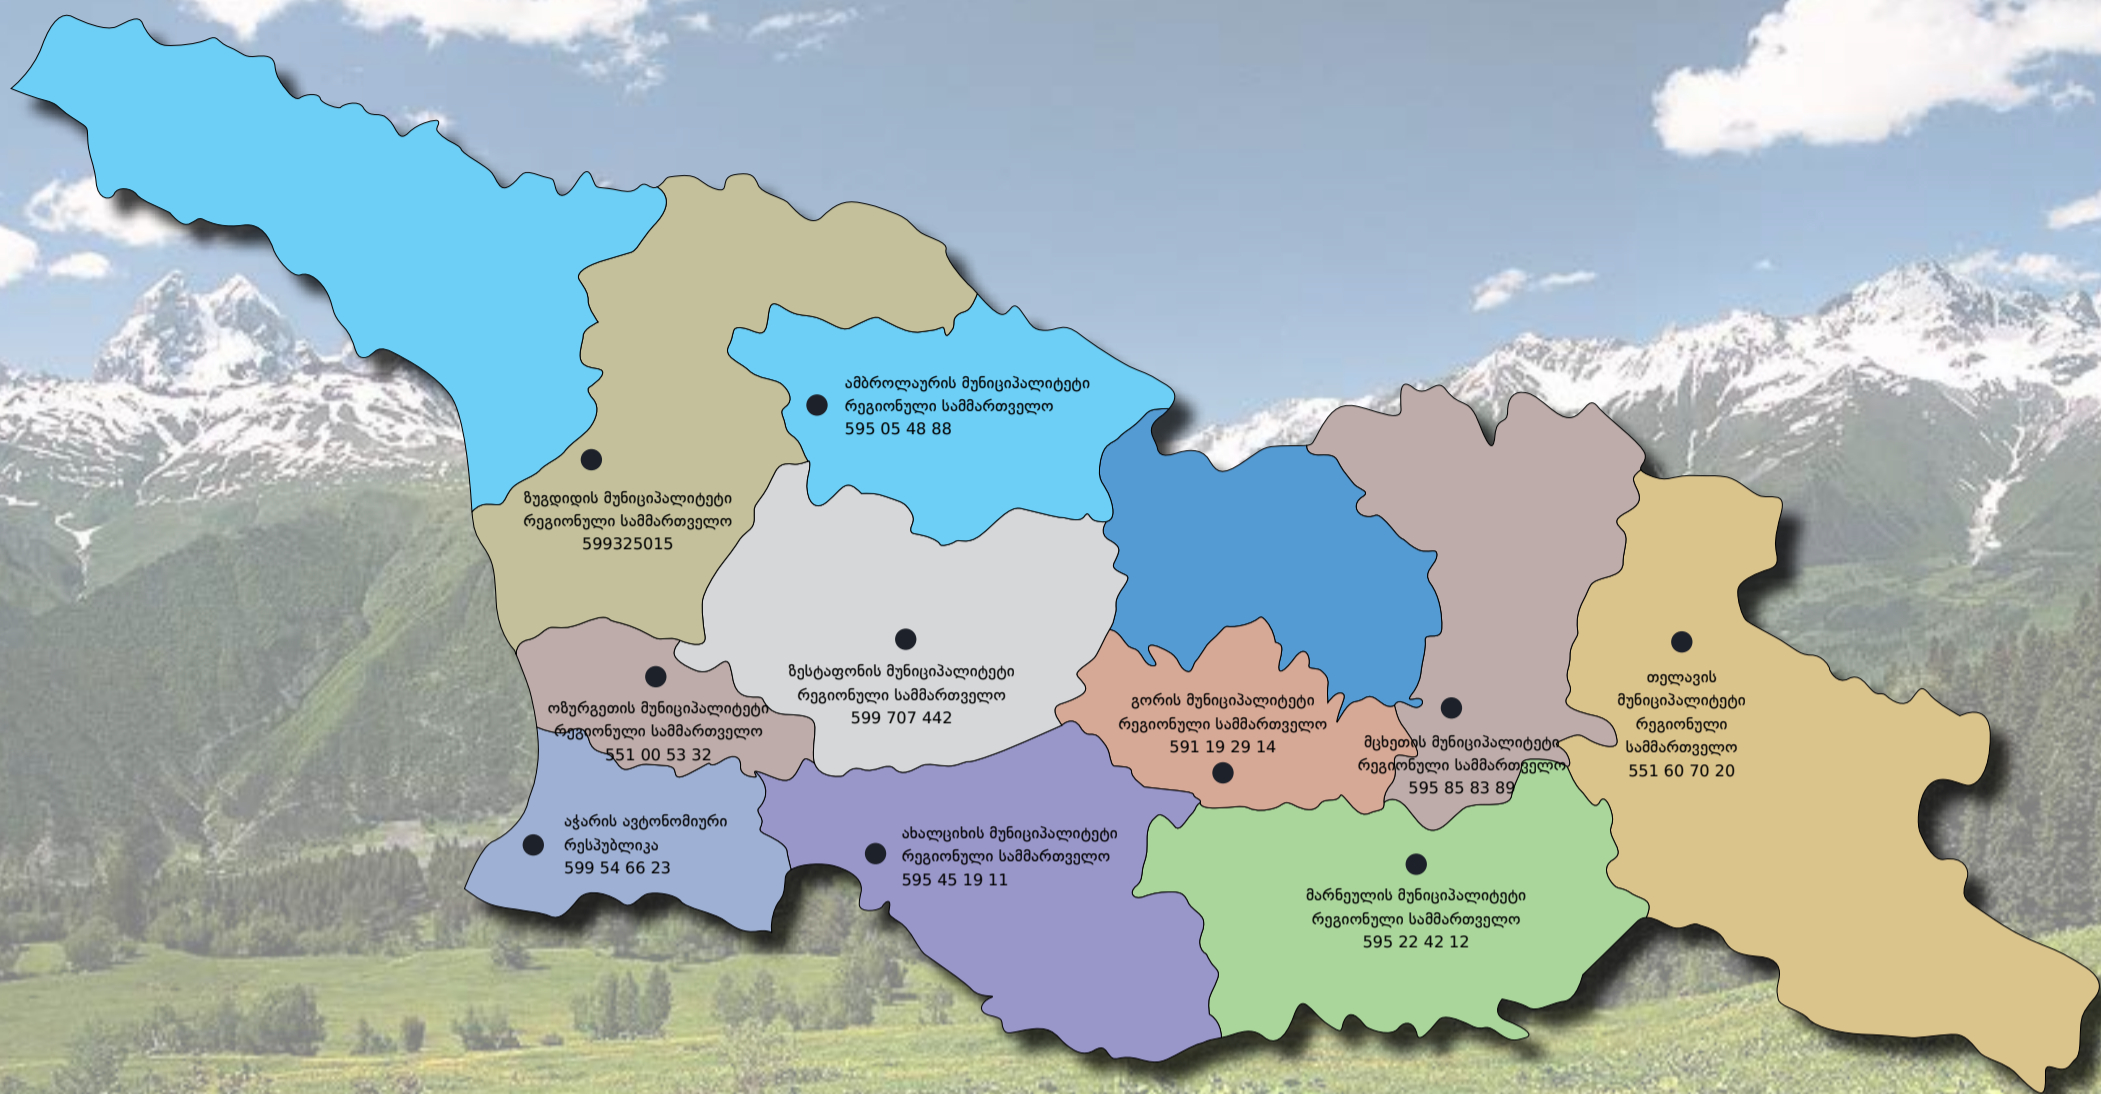 ამბროლაურის მუნიციპალიტეტი
რეგიონული სამმართველო
595 05 48 88
ზუგდიდის მუნიციპალიტეტი
რეგიონული სამმართველო
599325015
ზესტაფონის მუნიციპალიტეტი
რეგიონული სამმართველო
599 707 442
ოზურგეთის მუნიციპალიტეტი
რეგიონული სამმართველო
551 00 53 32
გორის მუნიციპალიტეტი
რეგიონული სამმართველო
591 19 29 14
მცხეთის მუნიციპალიტეტი
რეგიონული სამმართველო
595 85 83 89
თელავის
მუნიციპალიტეტი
რეგიონული
სამმართველო
551 60 70 20
აჭარის ავტონომიური
რესპუბლიკა
599 54 66 23
ახალციხის მუნიციპალიტეტი
რეგიონული სამმართველო
595 45 19 11
მარნეულის მუნიციპალიტეტი
რეგიონული სამმართველო
595 22 42 12